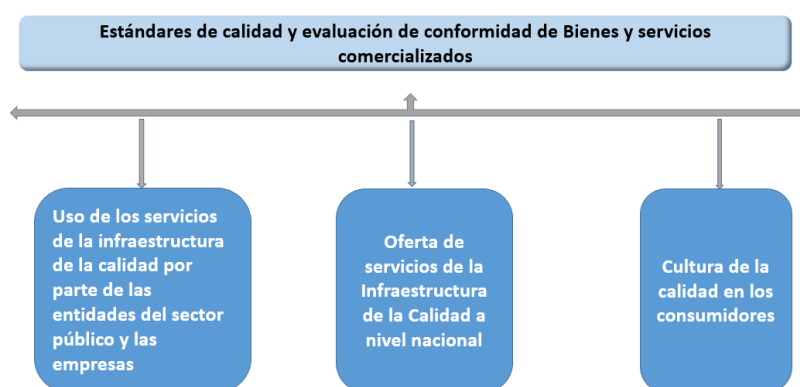 Estándares de calidad y evaluación de conformidad de Bienes y servicios
comercializados
Uso de los servicios
de la infraestructura
de la calidad por
parte de las
entidades del sector
público y las
empresas
Oferta de
servicios de la
Infraestructura
de la Calidad a
nivel nacional
Cultura de la
calidad en los
consumidores